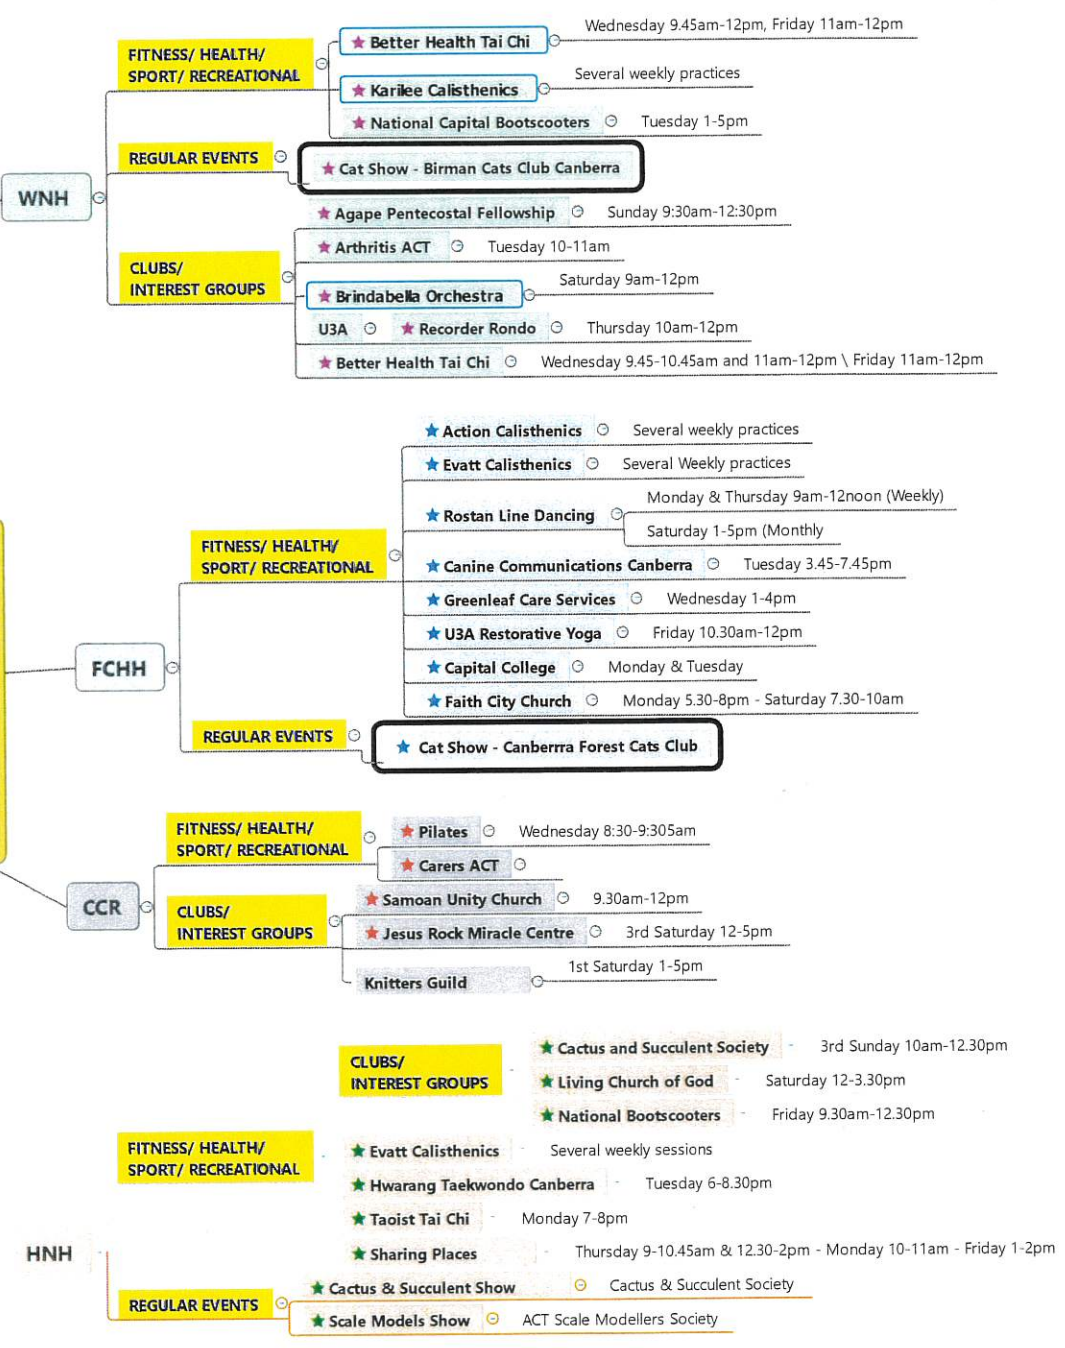 WNH
FITNESS/ HEALTH/
SPORT/ RECREATIONAL
Better Health Tai Chi
Wednesday 9.45am-12pm, Friday 11am-12pm
Karilee Calisthenics
Several weekly practices
National Capital Bootscooters
Tuesday 1-5pm
REGULAR EVENTS
Cat Show - Birman Cats Club Canberra
CLUBS/
INTEREST GROUPS
Agape Pentecostal Fellowship
Sunday 9:30am-12:30pm
Arthritis ACT
Tuesday 10-11am
Brindabella Orchestra
Saturday 9am-12pm
U3A
Recorder Rondo
Thursday 10am-12pm
Better Health Tai Chi
Wednesday 9.45-10.45am and 11am-12pm \ Friday 11am-12pm
FCHH
FITNESS/ HEALTH/
SPORT/ RECREATIONAL
Action Calisthenics
Several weekly practices
Evatt Calisthenics
Several Weekly practices
Rostan Line Dancing
Monday & Thursday 9am-12noon (Weekly)
Saturday 1-5pm (Monthly
Canine Communications Canberra
Tuesday 3.45-7.45pm
Greenleaf Care Services
Wednesday 1-4pm
U3A Restorative Yoga
Friday 10.30am-12pm
Capital College
Monday & Tuesday
Faith City Church
Monday 5.30-8pm - Saturday 7.30-10am
REGULAR EVENTS
Cat Show - Canberrra Forest Cats Club
CCR
FITNESS/ HEALTH/
SPORT/ RECREATIONAL
Pilates
Wednesday 8:30-9:305am
Carers ACT
CLUBS/
INTEREST GROUPS
Samoan Unity Church
9.30am-12pm
Jesus Rock Miracle Centre
3rd Saturday 12-5pm
Knitters Guild
1st Saturday 1-5pm
HNH
CLUBS/
INTEREST GROUPS
Cactus and Succulent Society
3rd Sunday 10am-12.30pm
Living Church of God
Saturday 12-3.30pm
National Bootscooters
Friday 9.30am-12.30pm
FITNESS/ HEALTH/
SPORT/ RECREATIONAL
Evatt Calisthenics
Several weekly sessions
Hwarang Taekwondo Canberra
Tuesday 6-8.30pm
Taoist Tai Chi
Monday 7-8pm
Sharing Places
Thursday 9-10.45am & 12.30-2pm - Monday 10-11am - Friday 1-2pm
REGULAR EVENTS
Cactus & Succulent Show
Cactus & Succulent Society
Scale Models Show
ACT Scale Modellers Society